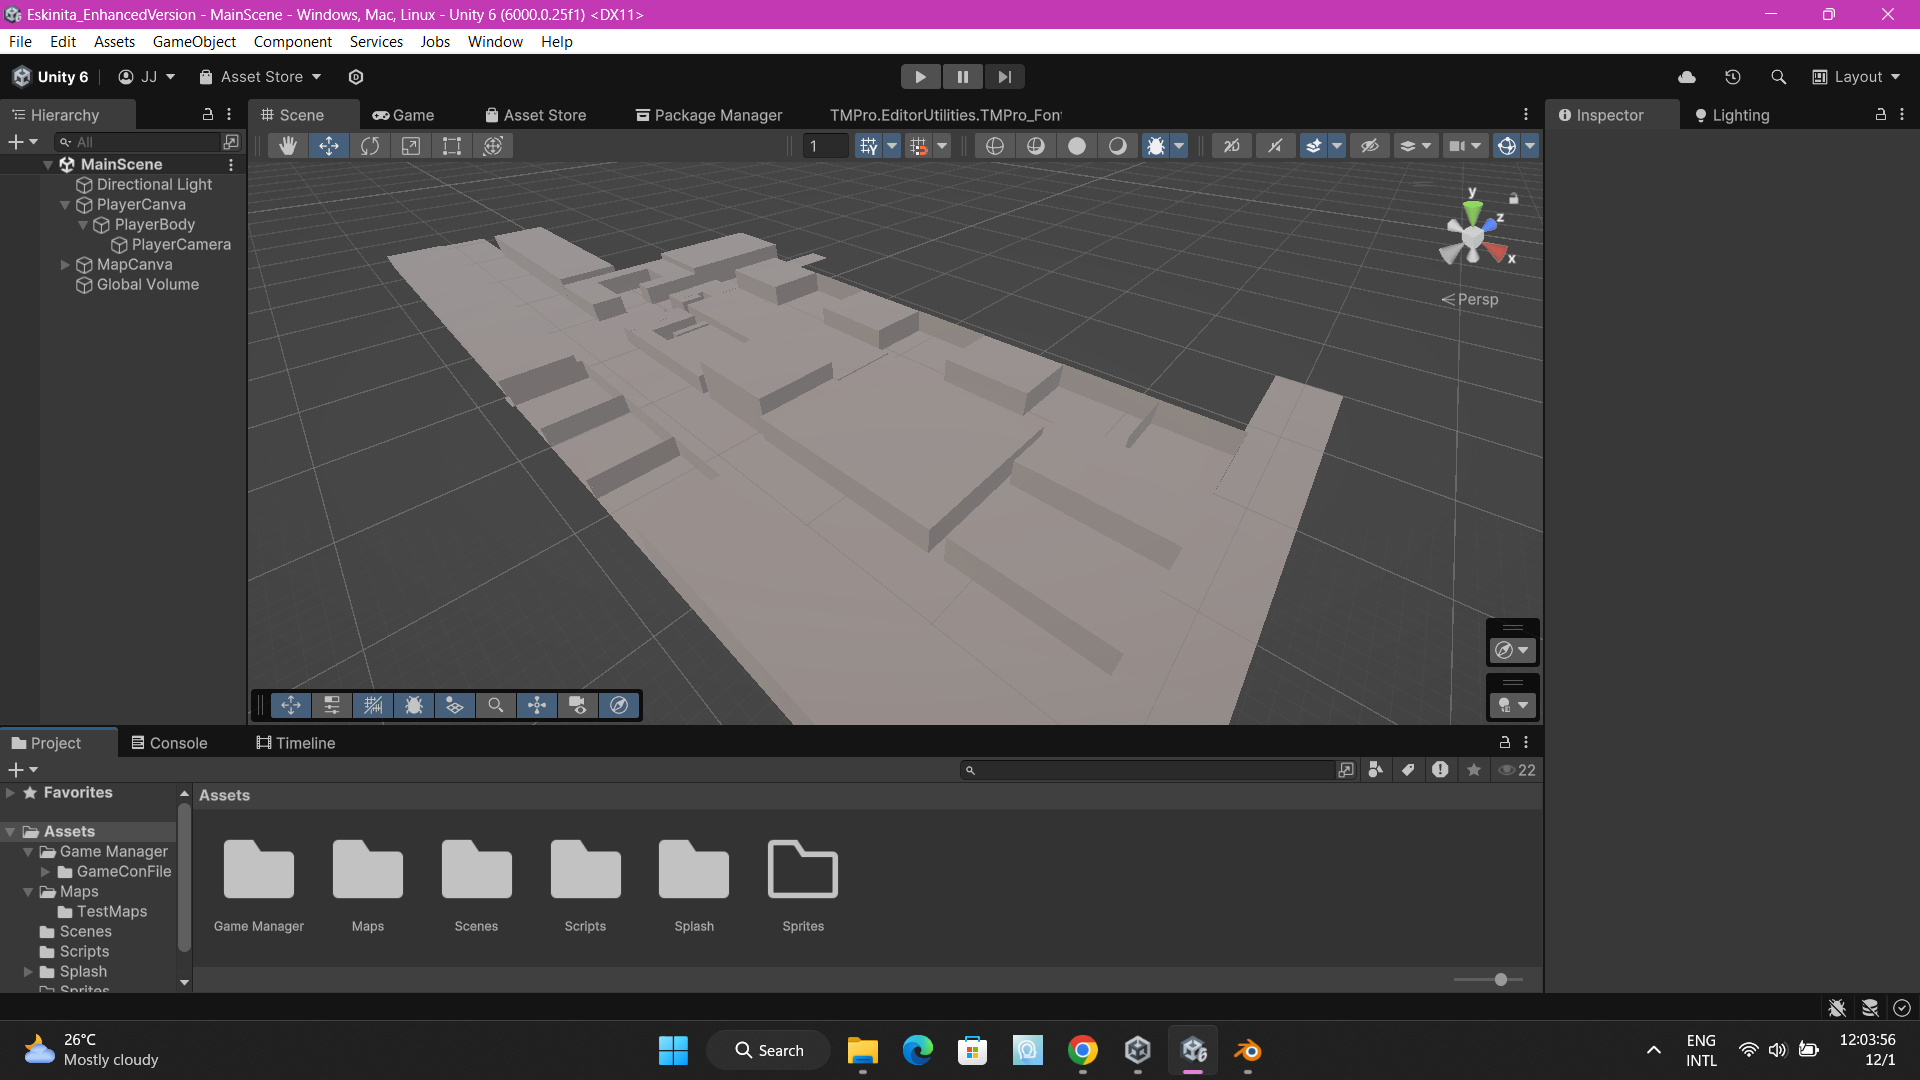 Eskinita_EnhancedVersion - MainScene - Windows, Mac, Linux - Unity 6 (6000.0.25f1) <DX11>
File Edit Assets GameObject Component Services Jobs Window Help
Unity 6 JJ Asset Store Layout
Hierarchy
Scene Game Asset Store Package Manager TMPro.EditorUtilities.TMPro_Fon
Inspector Lighting
All
1
2D
MainScene
Directional Light
PlayerCanva
PlayerBody
PlayerCamera
MapCanva
Global Volume
y
z
x
Persp
Project Console Timeline
22
Favorites
Assets
Game Manager
GameConFile
Maps
TestMaps
Scenes
Scripts
Splash
Sprites
Assets
Game Manager Maps Scenes Scripts Splash Sprites
26°C
Mostly cloudy
Search
ENG
INTL
12:03:56
12/1